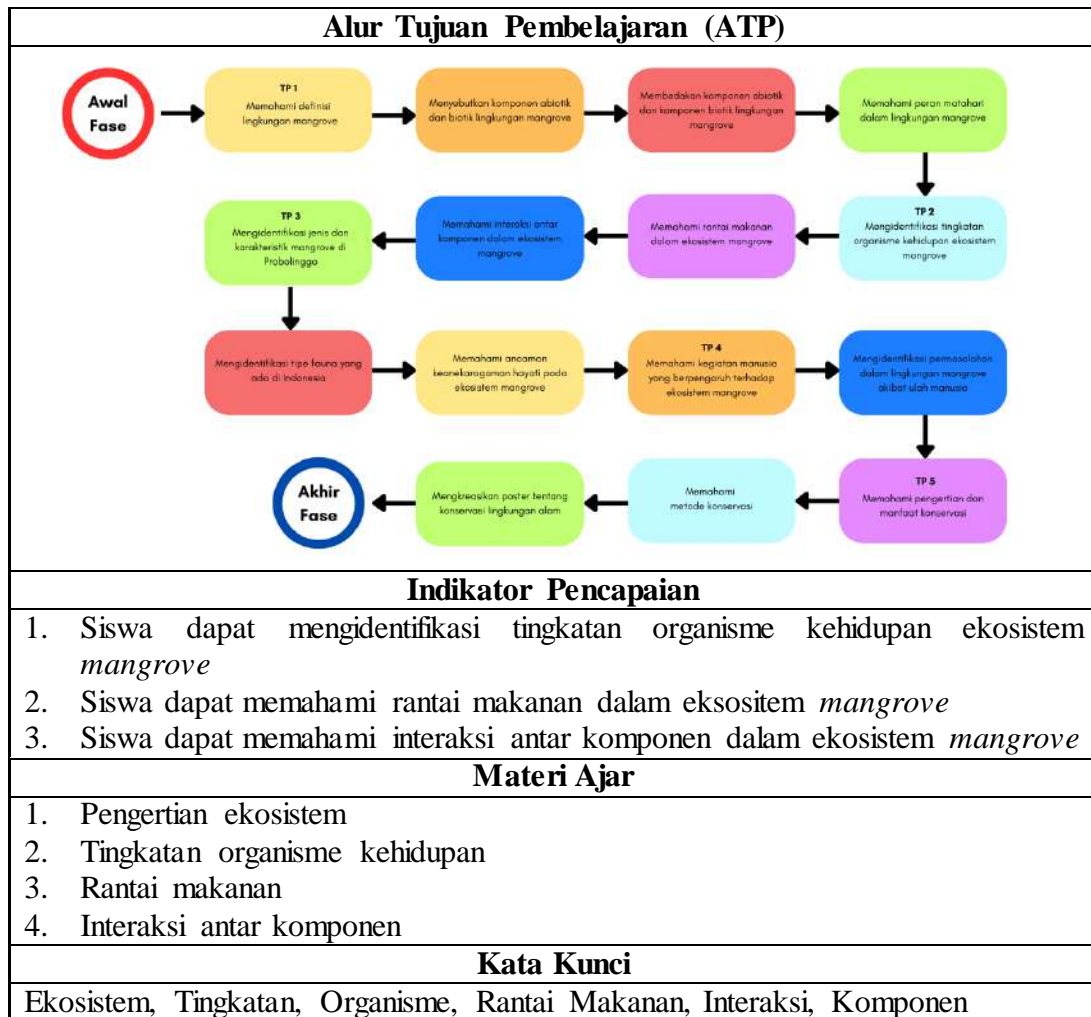 Alur Tujuan Pembelajaran (ATP)
Awal
Fase
TP 1
Memahami definisi
lingkungan mangrove
Menyebutkan komponen abiotik
dan biotik lingkungan mangrove
Membedakan komponen abiotik
dan komponen biotik lingkungan
mangrove
Memahami peran matahari
dalam lingkungan mangrove
TP 2
Mengidentifikasi tingkatan
organisme kehidupan ekosistem
mangrove
Memahami rantai makanan
dalam ekosistem mangrove
Memahami interaksi antar
komponen dalam ekosistem
mangrove
TP 3
Mengidentifikasi jenis dan
karakteristik mangrove di
Probolinggo
Mengidentifikasi tipe fauna yang
ada di Indonesia
Memahami ancaman
keanekaragaman hayati pada
ekosistem mangrove
TP 4
Memahami kegiatan manusia
yang berpengaruh terhadap
ekosistem mangrove
Mengidentifikasi permasalahan
dalam lingkungan mangrove
akibat ulah manusia
TP 5
Memahami pengertian dan
manfaat konservasi
Memahami
metode konservasi
Mengkreasikan poster tentang
konservasi lingkungan alam
Akhir
Fase
Indikator Pencapaian
1. Siswa dapat mengidentifikasi tingkatan organisme kehidupan ekosistem
mangrove
2. Siswa dapat memahami rantai makanan dalam eksositem mangrove
3. Siswa dapat memahami interaksi antar komponen dalam ekosistem mangrove
Materi Ajar
1. Pengertian ekosistem
2. Tingkatan organisme kehidupan
3. Rantai makanan
4. Interaksi antar komponen
Kata Kunci
Ekosistem, Tingkatan, Organisme, Rantai Makanan, Interaksi, Komponen